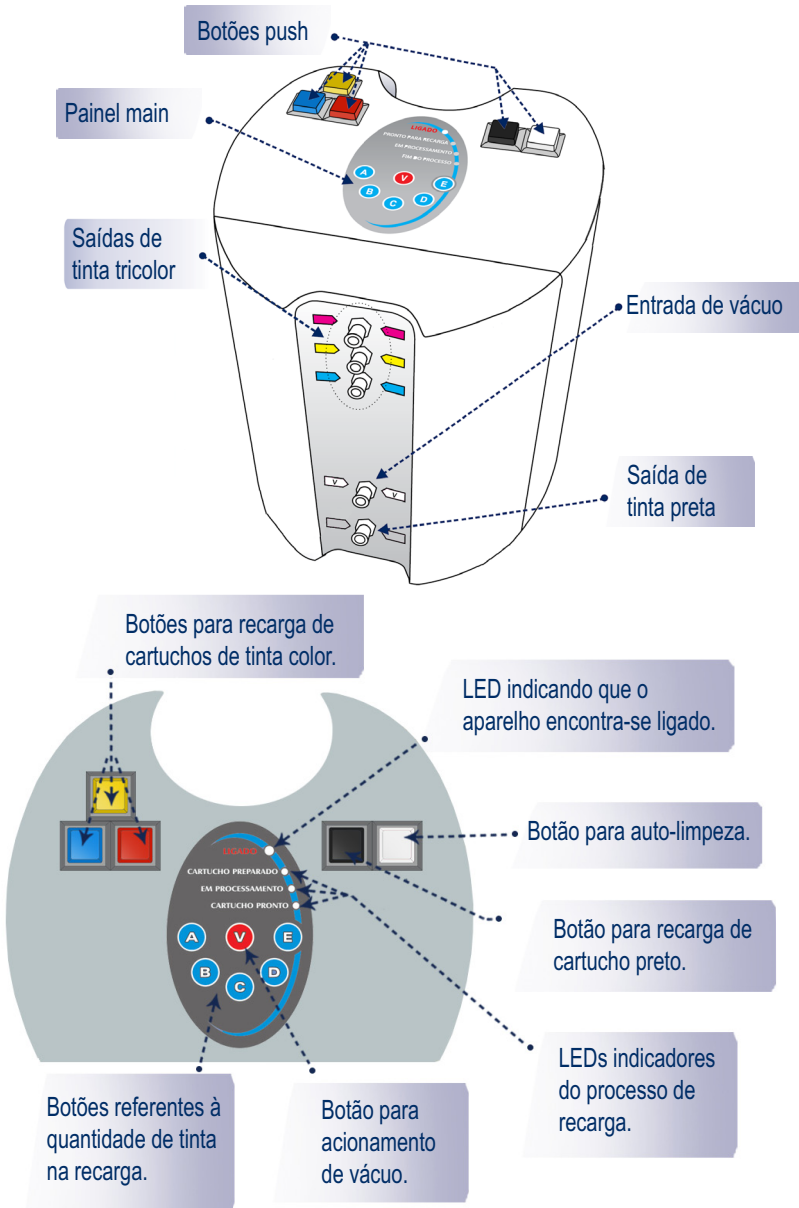 Botões push
Painel main
LIGADO
PRONTO PARA RECARGA
EM PROCESSAMENTO
FIM DO PROCESSO
A
V
E
B
C
D
Saídas de
tinta tricolor
Entrada de vácuo
V
V
Saída de
tinta preta
Botões para recarga de
cartuchos de tinta color.
LED indicando que o
aparelho encontra-se ligado.
LIGADO
CARTUCHO PREPARADO
EM PROCESSAMENTO
CARTUCHO PRONTO
A
V
E
B
C
D
Botão para auto-limpeza.
Botão para recarga de
cartucho preto.
LEDs indicadores
do processo de
recarga.
Botões referentes à
quantidade de tinta
na recarga.
Botão para
acionamento
de vácuo.